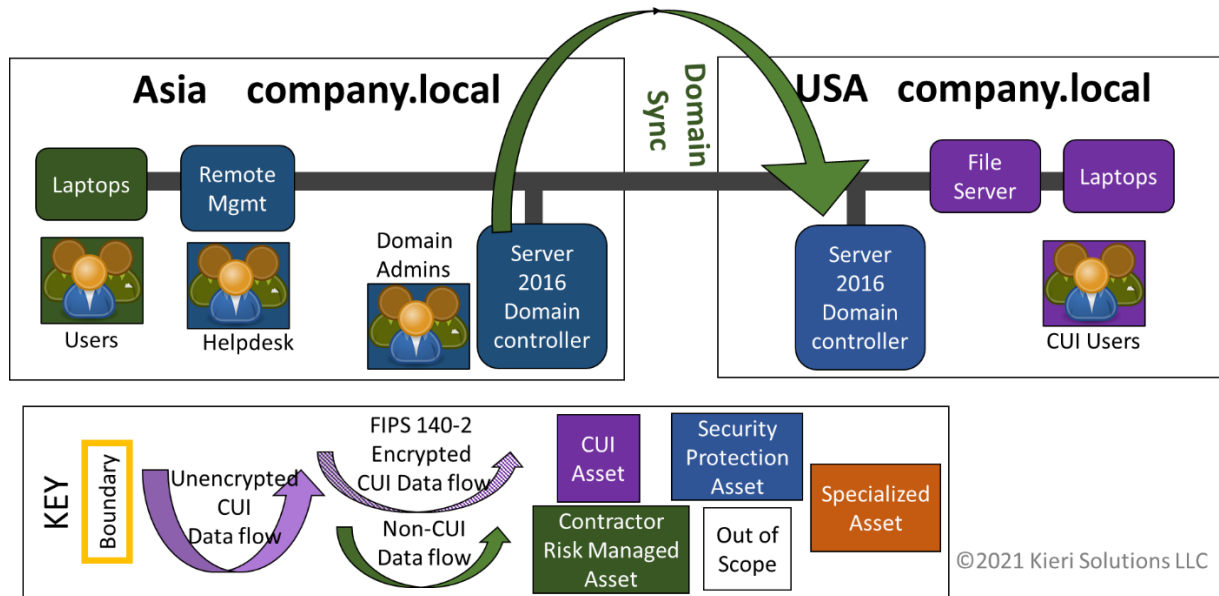 Asia company.local
USA company.local
Domain
Sync
Laptops
Remote
Mgmt
Users
Helpdesk
Domain
Admins
Server
2016
Domain
controller
Server
2016
Domain
controller
File
Server
Laptops
CUI Users
KEY
Boundary
Unencrypted
CUI
Data flow
FIPS 140-2
Encrypted
CUI Data flow
Non-CUI
Data flow
CUI
Asset
Security
Protection
Asset
Contractor
Risk Managed
Asset
Out of
Scope
Specialized
Asset
©2021 Kieri Solutions LLC